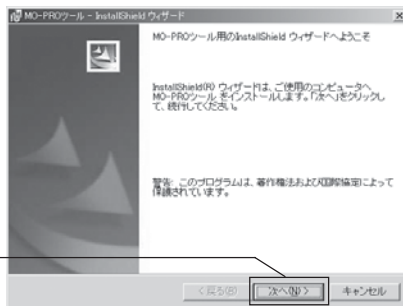 MO-PROツール - InstallShield ウィザード
MO-PROツール用のInstallShield ウィザードへようこそ
InstallShield(R) ウィザードは、ご使用のコンピュータへ
MO-PROツール をインストールします。「次へ」をクリックし
て、続行してください。
警告: このプログラムは、著作権法および国際協定によって
保護されています。
< 戻る(B)
次へ(N) >
キャンセル